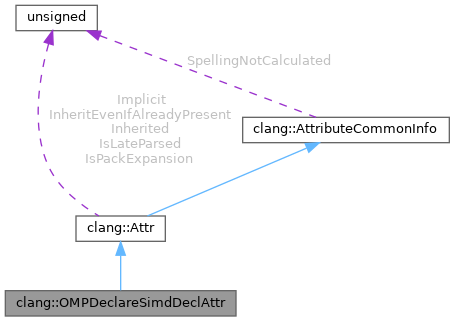 unsigned
SpellingNotCalculated
Implicit
InheritEvenIfAlreadyPresent
Inherited
IsLateParsed
IsPackExpansion
clang::AttributeCommonInfo
clang::Attr
clang::OMPDeclareSimdDeclAttr